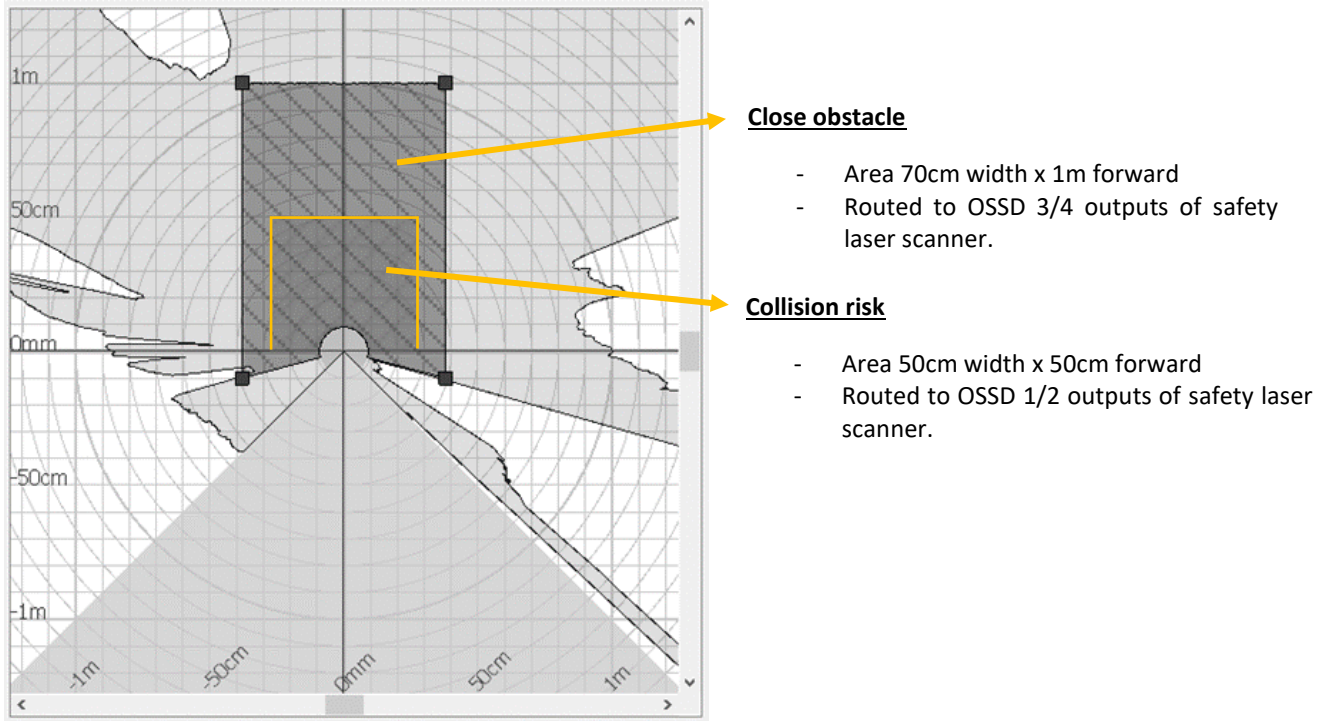 1m
50cm
0mm
-50cm
-1m
-1m
-50cm
0mm
50cm
1m
Close obstacle
- Area 70cm width x 1m forward
- Routed to OSSD 3/4 outputs of safety
laser scanner.
Collision risk
- Area 50cm width x 50cm forward
- Routed to OSSD 1/2 outputs of safety laser
scanner.